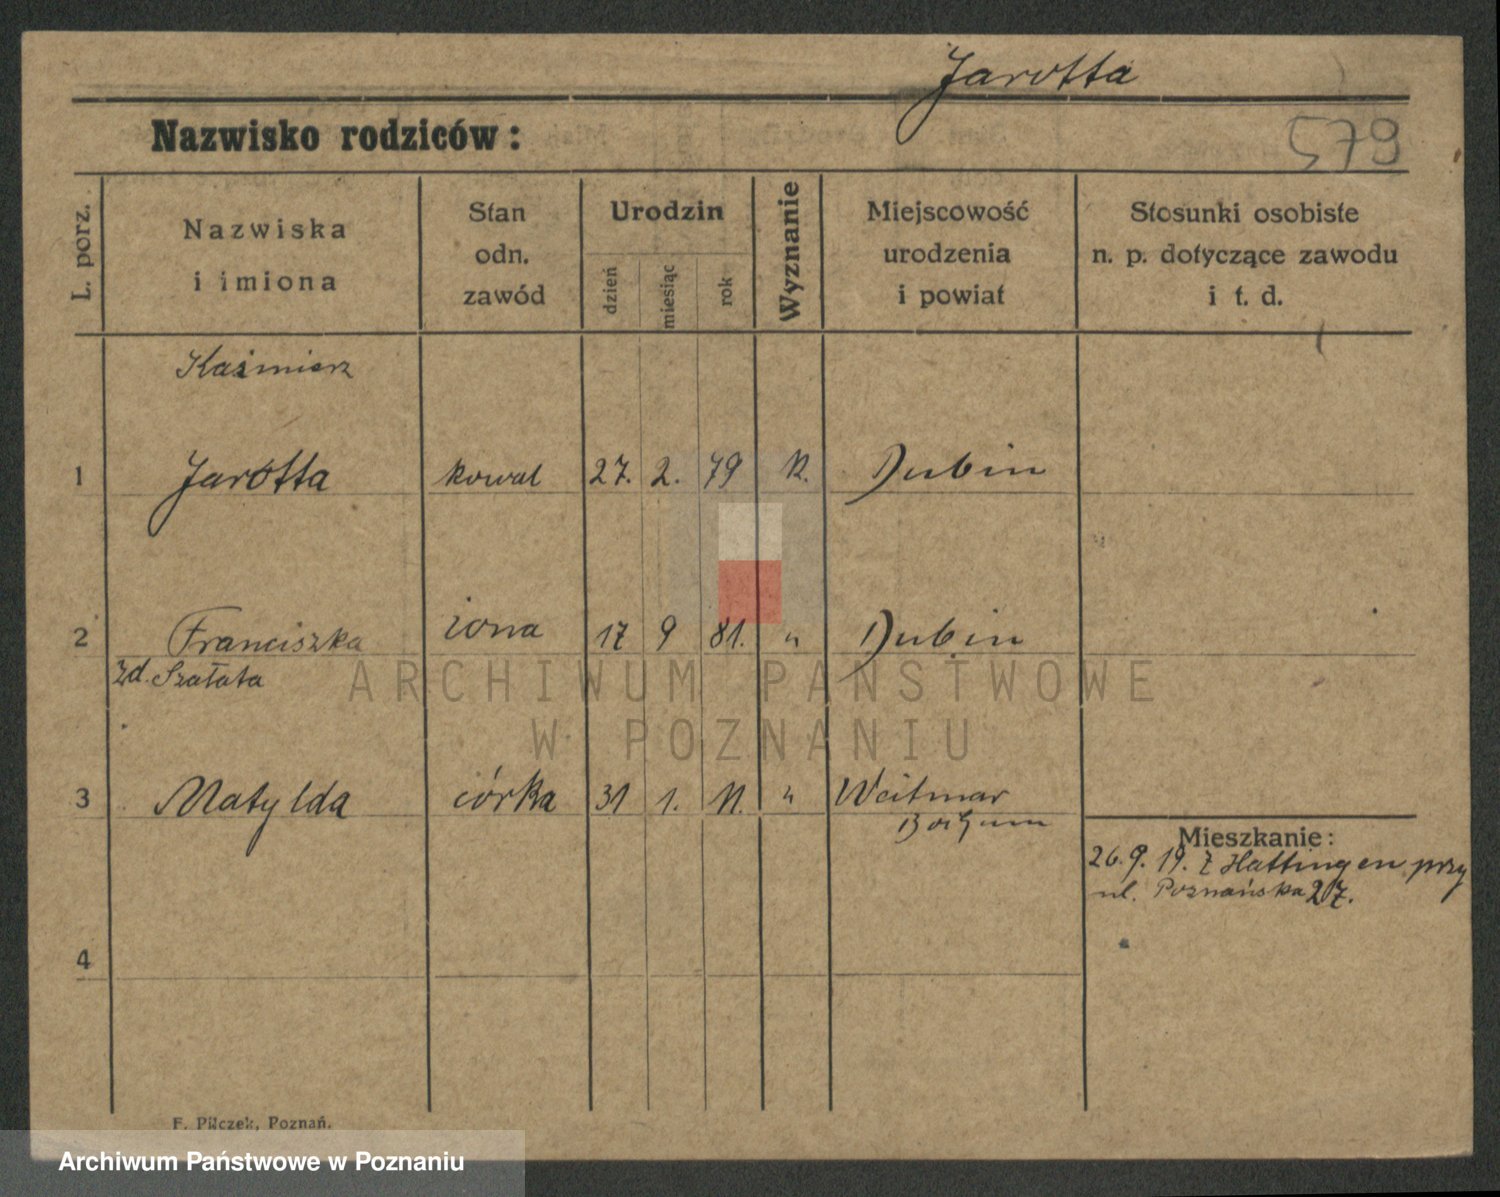 Jarotta
Nazwisko rodziców:
579
L. porz.
Nazwiska i imiona
Stan odn. zawód
Urodzin
dzień
miesiąc
rok
Wyznanie
Miejscowość urodzenia i powiat
Stosunki osobiste n. p. dotyczące zawodu i t. d.
Kaźmierz
1 Jarotta kowal 27. 2. 79 Dubin
2 Franciszka żona 17 9 81. " Dubin
zd. Szałata
ARCHIWUM PAŃSTWOWE
W POZNANIU
3 Matylda córka 31 1. 11. " Weitmar
Mieszkanie:
26. 9. 19. z Hattingen przy
ul. Poznańska 27.
4
F. Pilczek, Poznań.
Archiwum Państwowe w Poznaniu